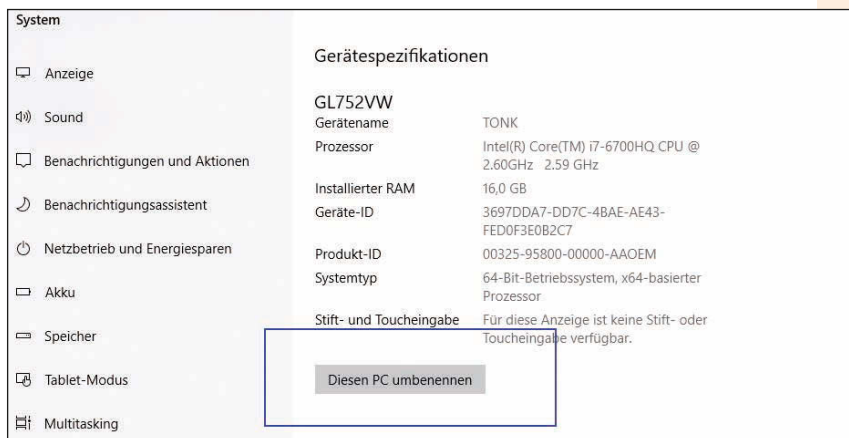 System
Anzeige
Sound
Benachrichtigungen und Aktionen
Benachrichtigungsassistent
Netzbetrieb und Energiesparen
Akku
Speicher
Tablet-Modus
Multitasking
Gerätespezifikationen
GL752VW
Gerätename TONK
Prozessor Intel(R) Core(TM) i7-6700HQ CPU @
2.60GHz 2.59 GHz
Installierter RAM 16,0 GB
Geräte-ID 3697DDA7-DD7C-4BAE-AE43-
FED0F3E0B2C7
Produkt-ID 00325-95800-00000-AAOEM
Systemtyp 64-Bit-Betriebssystem, x64-basierter
Prozessor
Stift- und Toucheingabe Für diese Anzeige ist keine Stift- oder
Toucheingabe verfügbar.
Diesen PC umbenennen